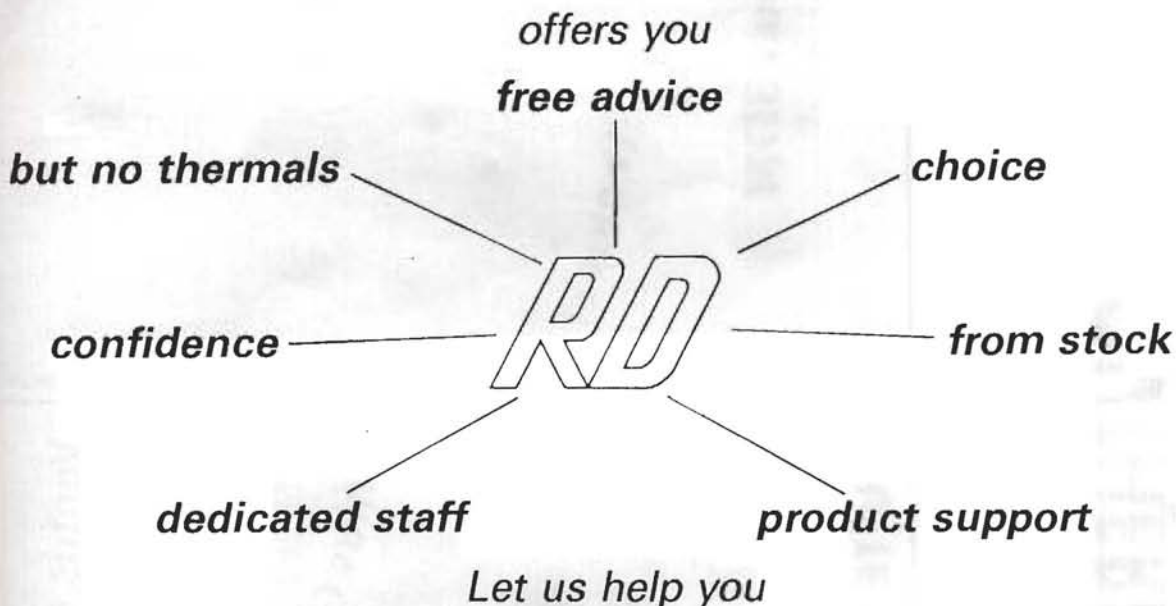 offers you
free advice
but no thermals
choice
RD
confidence
from stock
dedicated staff
product support
Let us help you